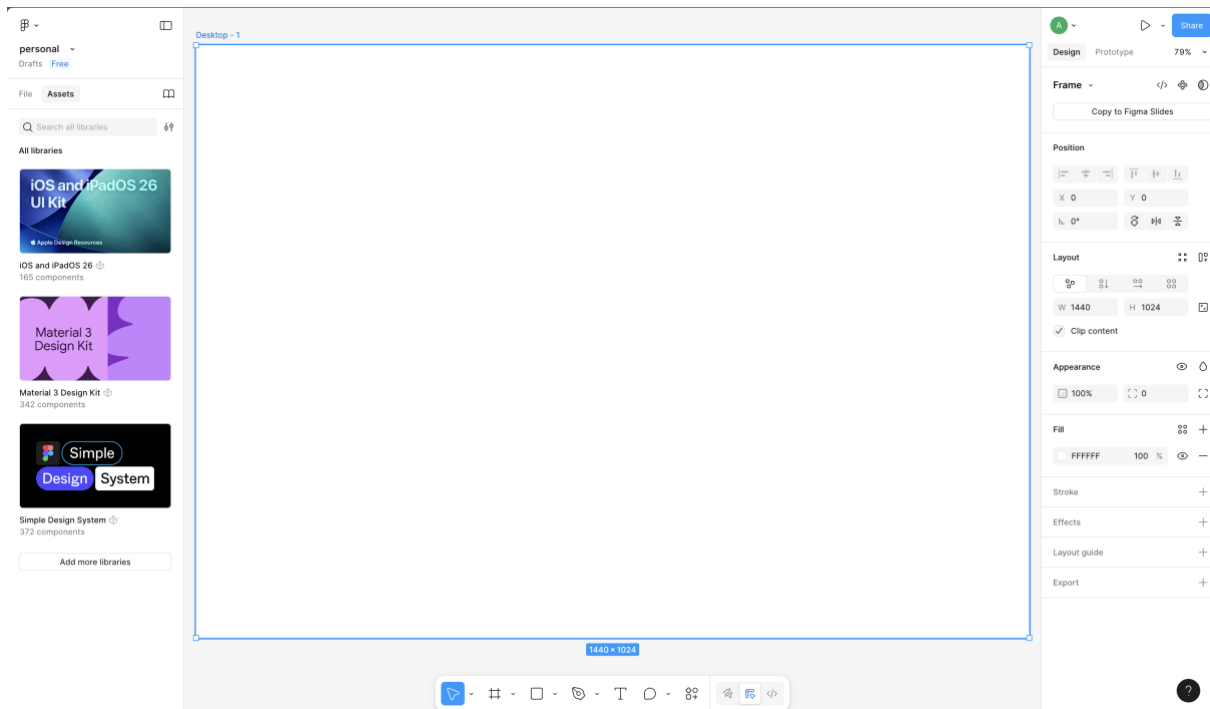 personal
Drafts Free
File Assets
Search all libraries
All libraries
iOS and iPadOS 26
UI Kit
Apple Design Resources
iOS and iPadOS 26
165 components
Material 3
Design Kit
Material 3 Design Kit
342 components
Simple
Design System
Simple Design System
372 components
Add more libraries
Desktop - 1
1440 × 1024
A
Share
Design Prototype 79%
Frame
Copy to Figma Slides
Position
X 0 Y 0
0°
Layout
W 1440 H 1024
Clip content
Appearance
100% 0
Fill
FFFFFF 100 %
Stroke
Effects
Layout guide
Export
?